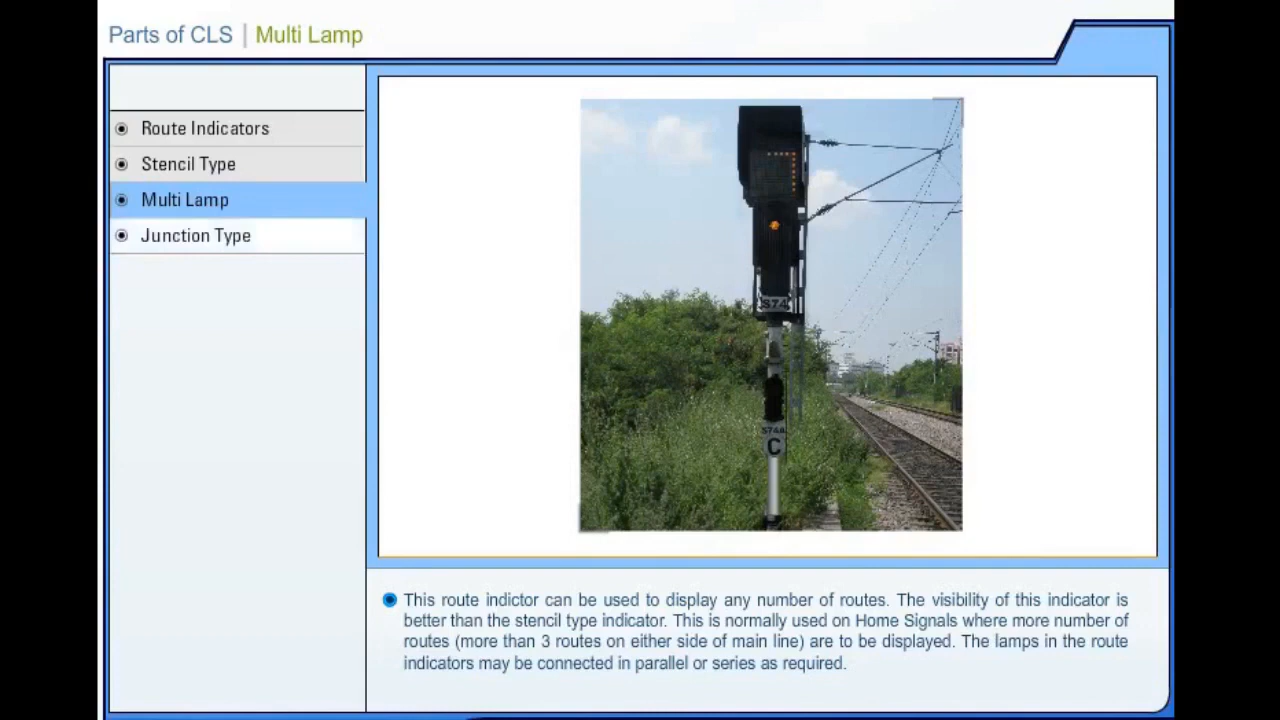 Parts of CLS | Multi Lamp
Route Indicators
Stencil Type
Multi Lamp
Junction Type
S74
S74A
C
This route indictor can be used to display any number of routes. The visibility of this indicator is
better than the stencil type indicator. This is normally used on Home Signals where more number of
routes (more than 3 routes on either side of main line) are to be displayed. The lamps in the route
indicators may be connected in parallel or series as required.